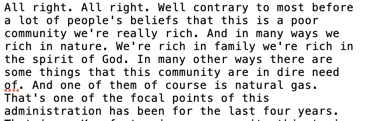 All right. All right. Well contrary to most before
a lot of people's beliefs that this is a poor
community we're really rich. And in many ways we
rich in nature. We're rich in family we're rich in
the spirit of God. In many other ways there are
some things that this community are in dire need
of. And one of them of course is natural gas.
That's one of the focal points of this
administration has been for the last four years.